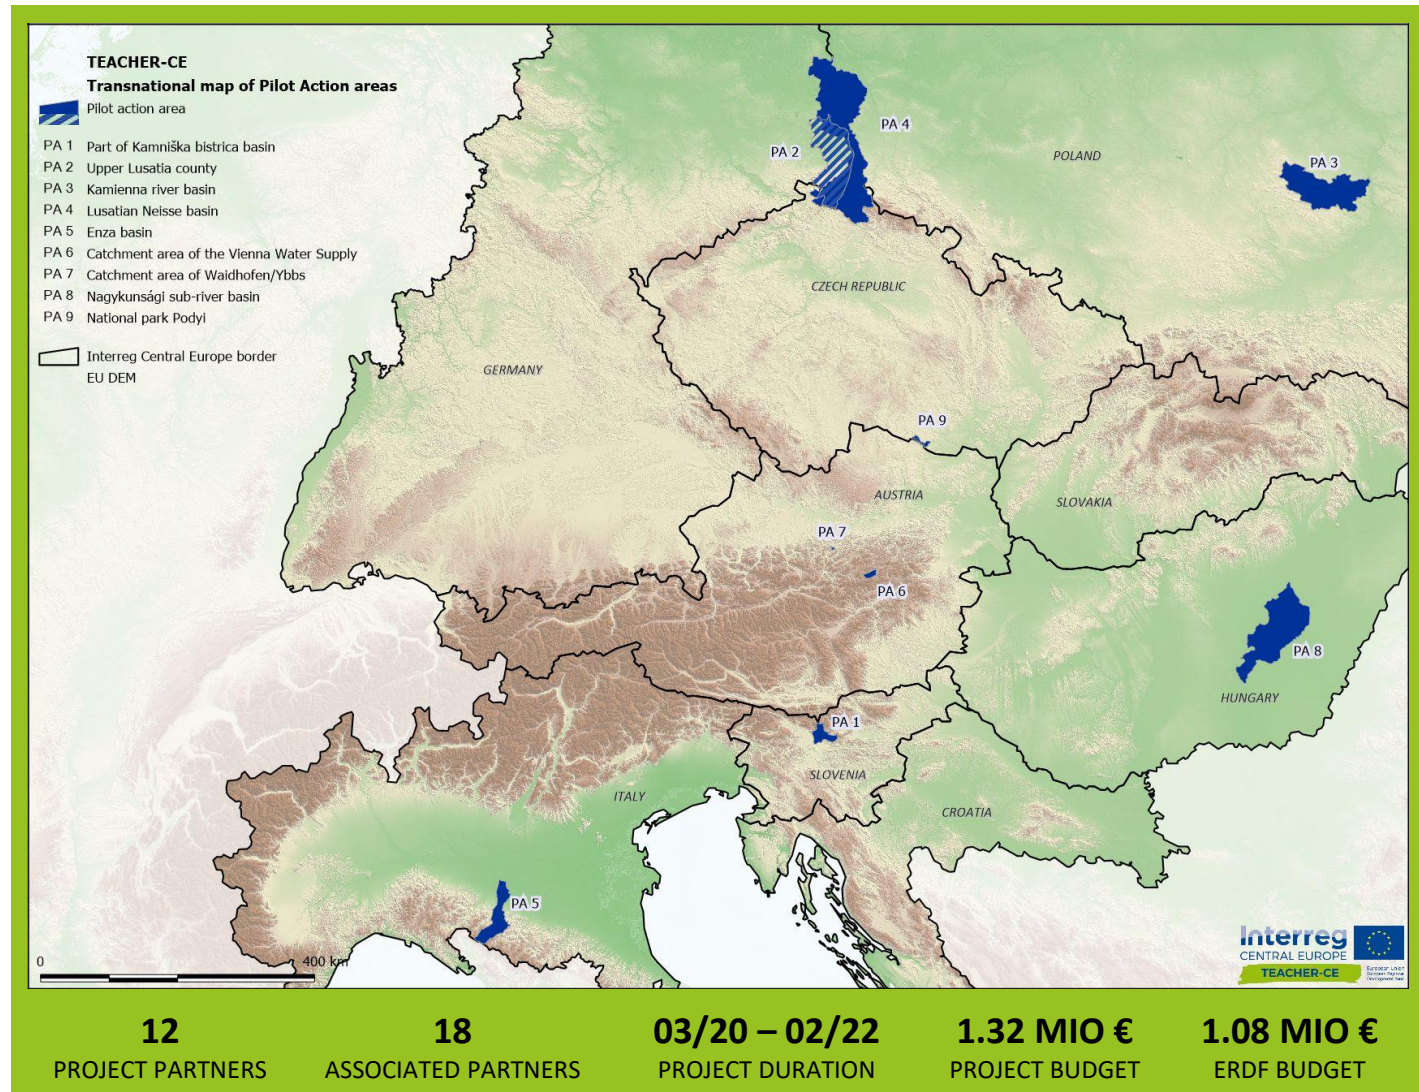 TEACHER-CE
Transnational map of Pilot Action areas
Pilot action area
PA 1 Part of Kamniška bistrica basin
PA 2 Upper Lusatia county
PA 3 Kamienna river basin
PA 4 Lusatian Neisse basin
PA 5 Enza basin
PA 6 Catchment area of the Vienna Water Supply
PA 7 Catchment area of Waidhofen/Ybbs
PA 8 Nagykunsági sub-river basin
PA 9 National park Podyi
Interreg Central Europe border
EU DEM
PA 4
PA 2
POLAND
PA 3
CZECH REPUBLIC
GERMANY
PA 9
AUSTRIA
SLOVAKIA
PA 7
PA 6
PA 8
HUNGARY
PA 1
SLOVENIA
ITALY
CROATIA
PA 5
0 400 km
Interreg
CENTRAL EUROPE
TEACHER-CE
European Union
European Regional
Development Fund
12
PROJECT PARTNERS
18
ASSOCIATED PARTNERS
03/20 – 02/22
PROJECT DURATION
1.32 MIO €
PROJECT BUDGET
1.08 MIO €
ERDF BUDGET